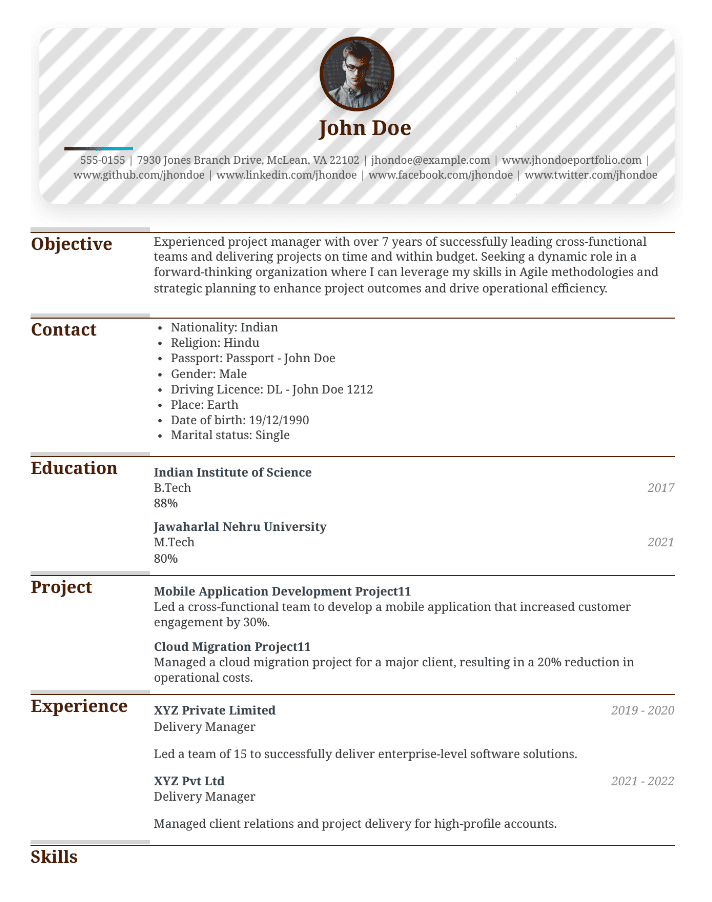 John Doe
555-0155 | 7930 Jones Branch Drive, McLean, VA 22102 | jhondoe@example.com | www.jhondoeportfolio.com |
www.github.com/jhondoe | www.linkedin.com/jhondoe | www.facebook.com/jhondoe | www.twitter.com/jhondoe
Objective
Experienced project manager with over 7 years of successfully leading cross-functional
teams and delivering projects on time and within budget. Seeking a dynamic role in a
forward-thinking organization where I can leverage my skills in Agile methodologies and
strategic planning to enhance project outcomes and drive operational efficiency.
Contact
• Nationality: Indian
• Religion: Hindu
• Passport: Passport - John Doe
• Gender: Male
• Driving Licence: DL - John Doe 1212
• Place: Earth
• Date of birth: 19/12/1990
• Marital status: Single
Education
Indian Institute of Science
B.Tech 2017
88%
Jawaharlal Nehru University
M.Tech 2021
80%
Project
Mobile Application Development Project11
Led a cross-functional team to develop a mobile application that increased customer
engagement by 30%.
Cloud Migration Project11
Managed a cloud migration project for a major client, resulting in a 20% reduction in
operational costs.
Experience
XYZ Private Limited 2019 - 2020
Delivery Manager
Led a team of 15 to successfully deliver enterprise-level software solutions.
XYZ Pvt Ltd 2021 - 2022
Delivery Manager
Managed client relations and project delivery for high-profile accounts.
Skills